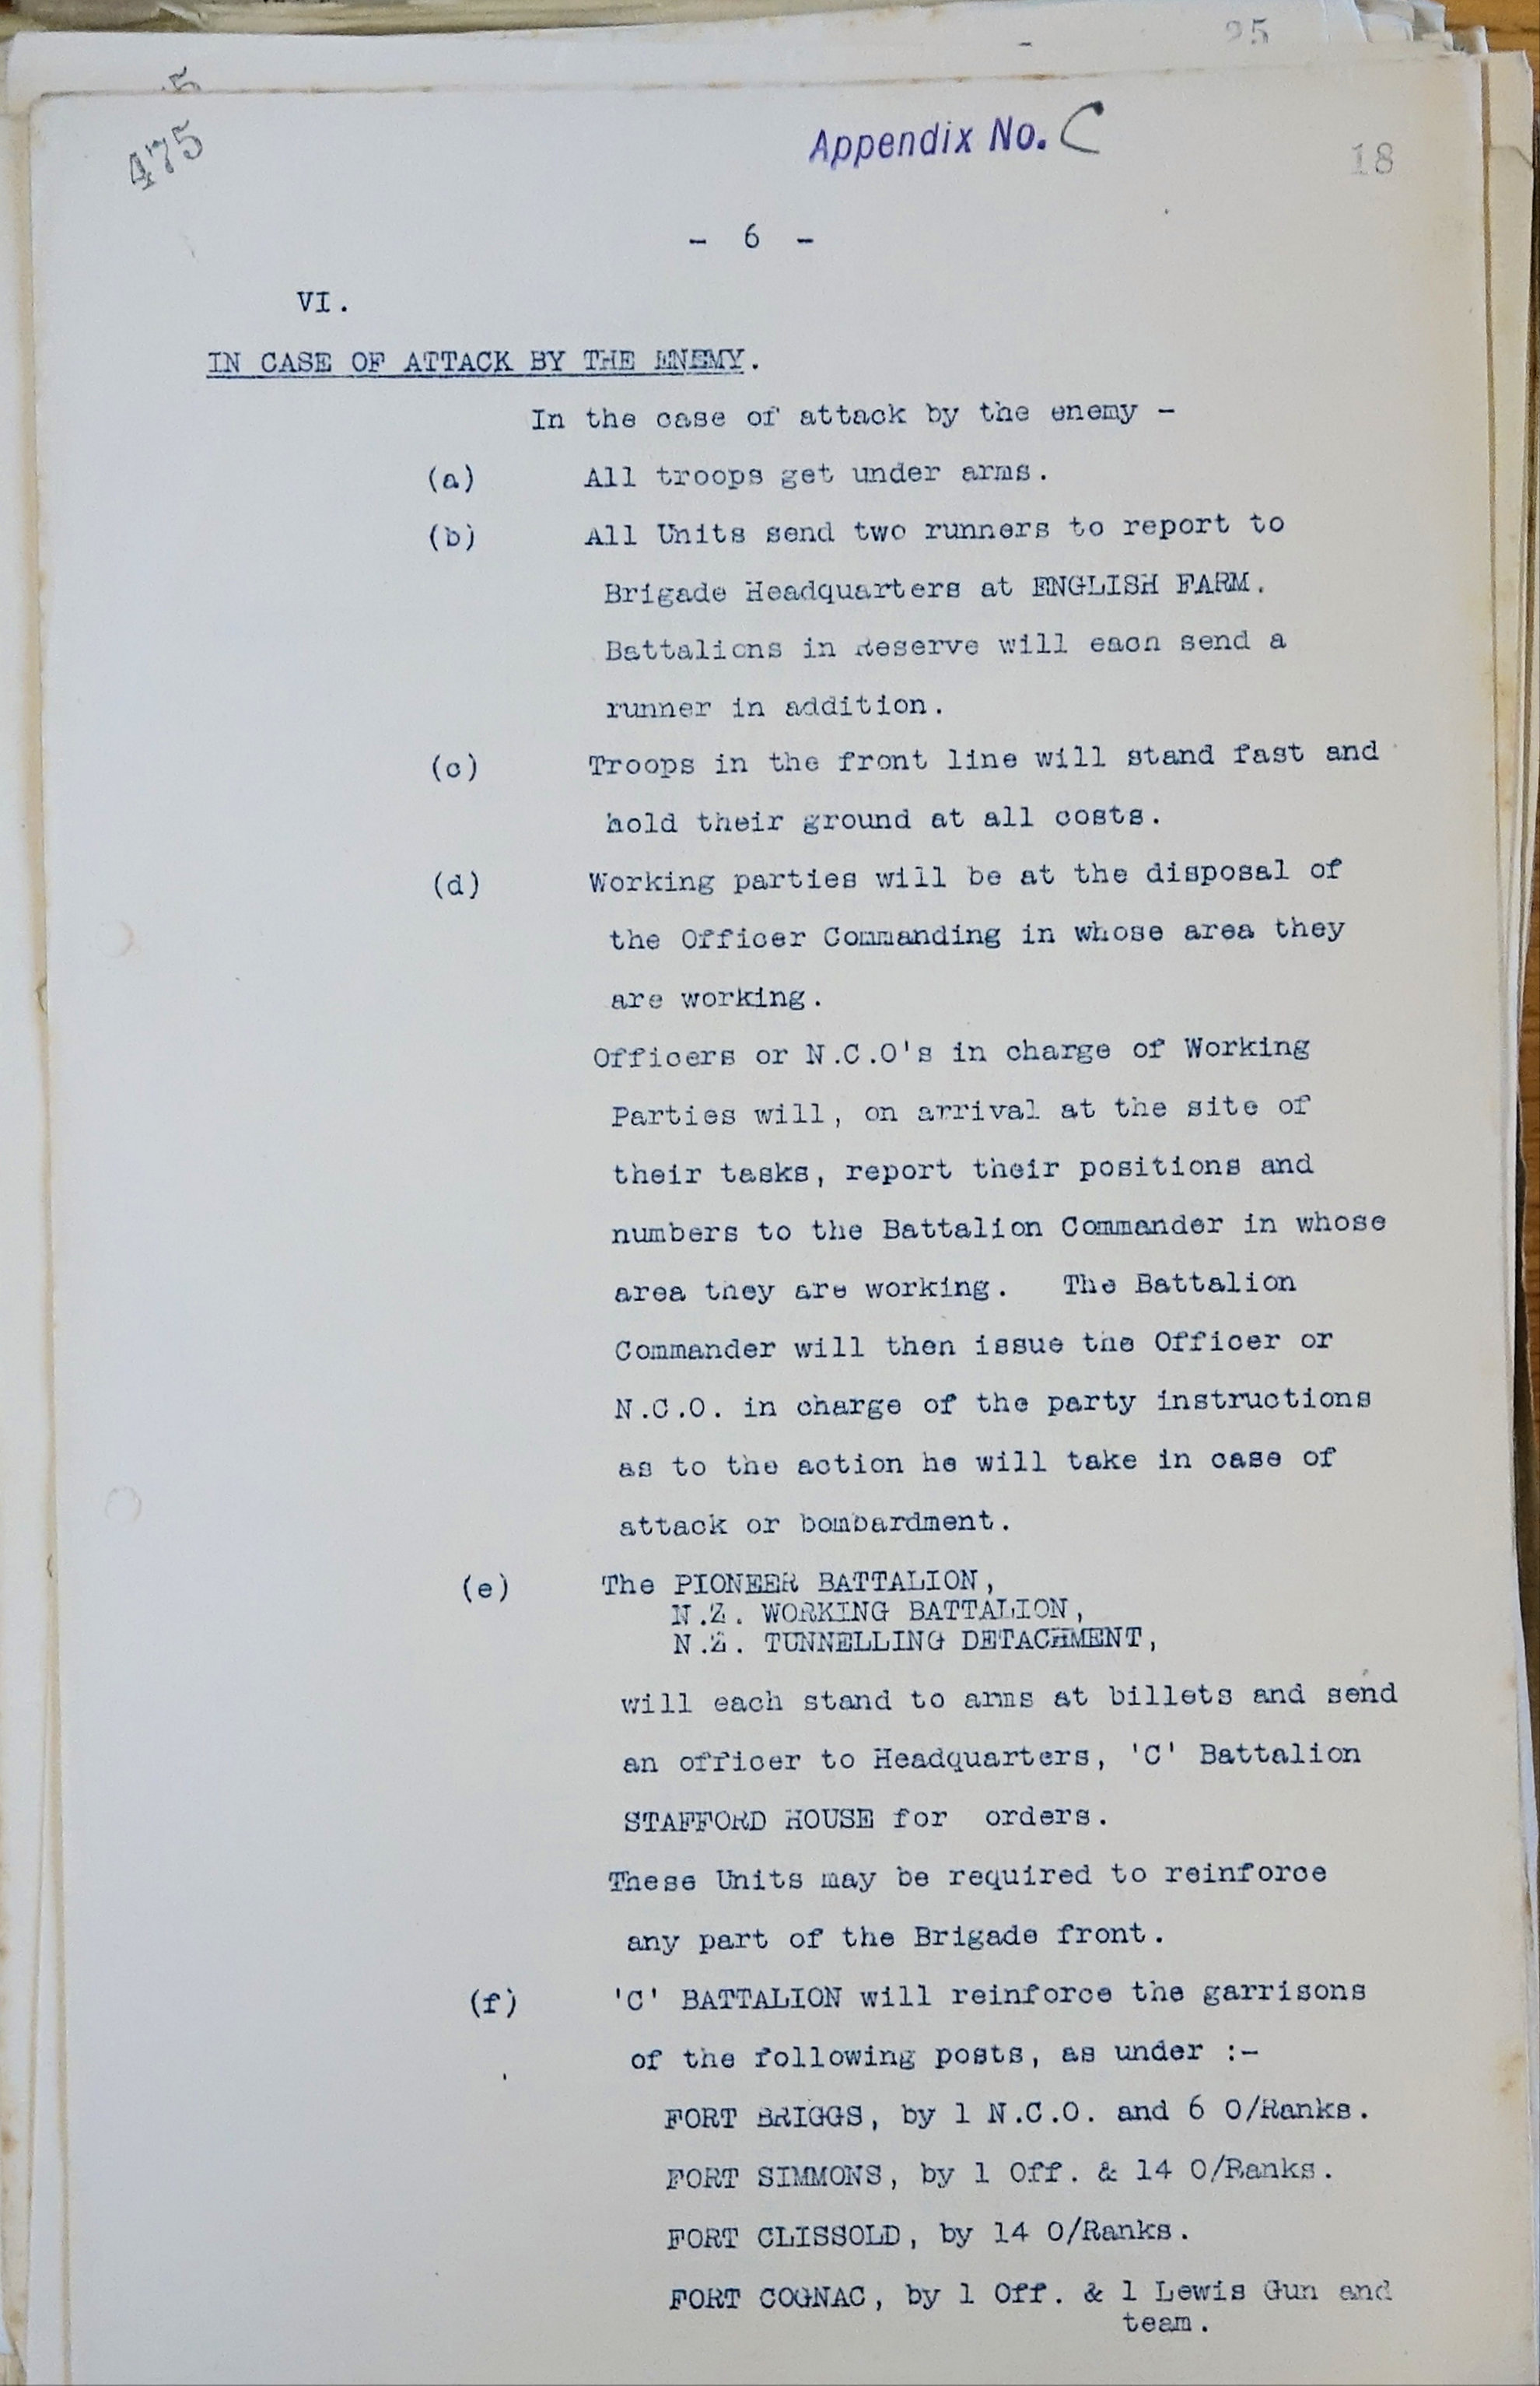 25
5
475
Appendix No. C
18
- 6 -
VI.
IN CASE OF ATTACK BY THE ENEMY.
In the case of attack by the enemy -
(a) All troops get under arms.
(b) All Units send two runners to report to
Brigade Headquarters at ENGLISH FARM.
Battalions in Reserve will each send a
runner in addition.
(c) Troops in the front line will stand fast and
hold their ground at all costs.
(d) Working parties will be at the disposal of
the Officer Commanding in whose area they
are working.
Officers or N.C.O's in charge of Working
Parties will, on arrival at the site of
their tasks, report their positions and
numbers to the Battalion Commander in whose
area they are working. The Battalion
Commander will then issue the Officer or
N.C.O. in charge of the party instructions
as to the action he will take in case of
attack or bombardment.
(e) The PIONEER BATTALION,
N.Z. WORKING BATTALION,
N.Z. TUNNELLING DETACHMENT,
will each stand to arms at billets and send
an officer to Headquarters, 'C' Battalion
STAFFORD HOUSE for orders.
These Units may be required to reinforce
any part of the Brigade front.
(f) 'C' BATTALION will reinforce the garrisons
of the following posts, as under :-
FORT BRIGGS, by 1 N.C.O. and 6 O/Ranks.
FORT SIMMONS, by 1 Off. & 14 O/Ranks.
FORT CLISSOLD, by 14 O/Ranks.
FORT COGNAC, by 1 Off. & 1 Lewis Gun and
team.